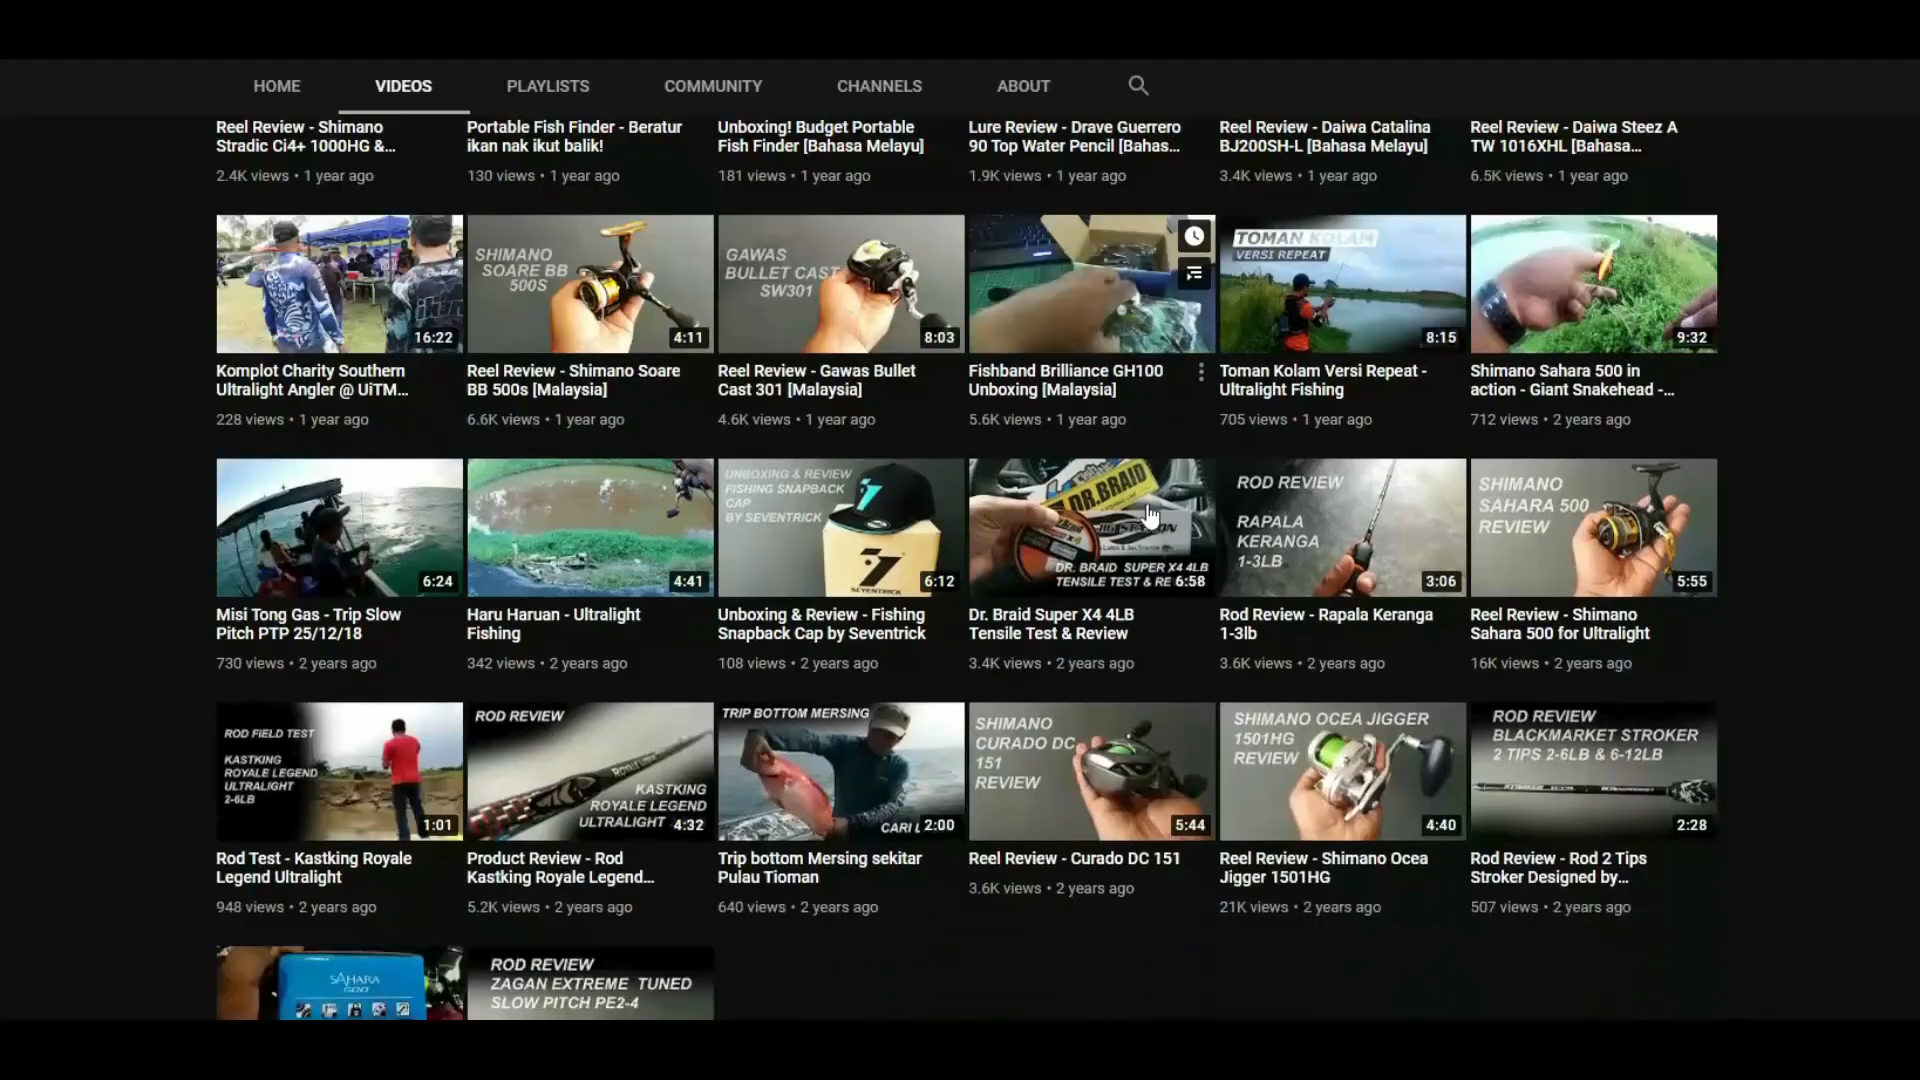 HOME
VIDEOS
PLAYLISTS
COMMUNITY
CHANNELS
ABOUT
Reel Review - Shimano
Stradic Ci4+ 1000HG &...
2.4K views • 1 year ago
Portable Fish Finder - Beratur
ikan nak ikut balik!
130 views • 1 year ago
Unboxing! Budget Portable
Fish Finder [Bahasa Melayu]
181 views • 1 year ago
Lure Review - Drave Guerrero
90 Top Water Pencil [Bahas...
1.9K views • 1 year ago
Reel Review - Daiwa Catalina
BJ200SH-L [Bahasa Melayu]
3.4K views • 1 year ago
Reel Review - Daiwa Steez A
TW 1016XHL [Bahasa...
6.5K views • 1 year ago
16:22
Komplot Charity Southern
Ultralight Angler @ UiTM...
228 views • 1 year ago
SHIMANO
SOARE BB
500S
4:11
Reel Review - Shimano Soare
BB 500s [Malaysia]
6.6K views • 1 year ago
GAWAS
BULLET CAST
SW301
8:03
Reel Review - Gawas Bullet
Cast 301 [Malaysia]
4.6K views • 1 year ago
Fishband Brilliance GH100
Unboxing [Malaysia]
5.6K views • 1 year ago
TOMAN KOLAM
VERSI REPEAT
8:15
Toman Kolam Versi Repeat -
Ultralight Fishing
705 views • 1 year ago
9:32
Shimano Sahara 500 in
action - Giant Snakehead -...
712 views • 2 years ago
6:24
Misi Tong Gas - Trip Slow
Pitch PTP 25/12/18
730 views • 2 years ago
4:41
Haru Haruan - Ultralight
Fishing
342 views • 2 years ago
UNBOXING & REVIEW
FISHING SNAPBACK
CAP
BY SEVENTRICK
SEVENTRICK
6:12
Unboxing & Review - Fishing
Snapback Cap by Seventrick
108 views • 2 years ago
DR.BRAID
DR. BRAID SUPER X4 4LB
TENSILE TEST & RE
6:58
Dr. Braid Super X4 4LB
Tensile Test & Review
3.4K views • 2 years ago
ROD REVIEW
RAPALA
KERANGA
1-3LB
3:06
Rod Review - Rapala Keranga
1-3lb
3.6K views • 2 years ago
SHIMANO
SAHARA 500
REVIEW
5:55
Reel Review - Shimano
Sahara 500 for Ultralight
16K views • 2 years ago
ROD FIELD TEST
KASTKING
ROYALE LEGEND
ULTRALIGHT
2-6LB
1:01
Rod Test - Kastking Royale
Legend Ultralight
948 views • 2 years ago
ROD REVIEW
KASTKING
ROYALE LEGEND
ULTRALIGHT
4:32
Product Review - Rod
Kastking Royale Legend...
5.2K views • 2 years ago
TRIP BOTTOM MERSING
CARI L
2:00
Trip bottom Mersing sekitar
Pulau Tioman
640 views • 2 years ago
SHIMANO
CURADO DC
151
REVIEW
5:44
Reel Review - Curado DC 151
3.6K views • 2 years ago
SHIMANO OCEA JIGGER
1501HG
REVIEW
4:40
Reel Review - Shimano Ocea
Jigger 1501HG
21K views • 2 years ago
ROD REVIEW
BLACKMARKET STROKER
2 TIPS 2-6LB & 6-12LB
2:28
Rod Review - Rod 2 Tips
Stroker Designed by...
507 views • 2 years ago
SAHARA
500
ROD REVIEW
ZAGAN EXTREME TUNED
SLOW PITCH PE2-4